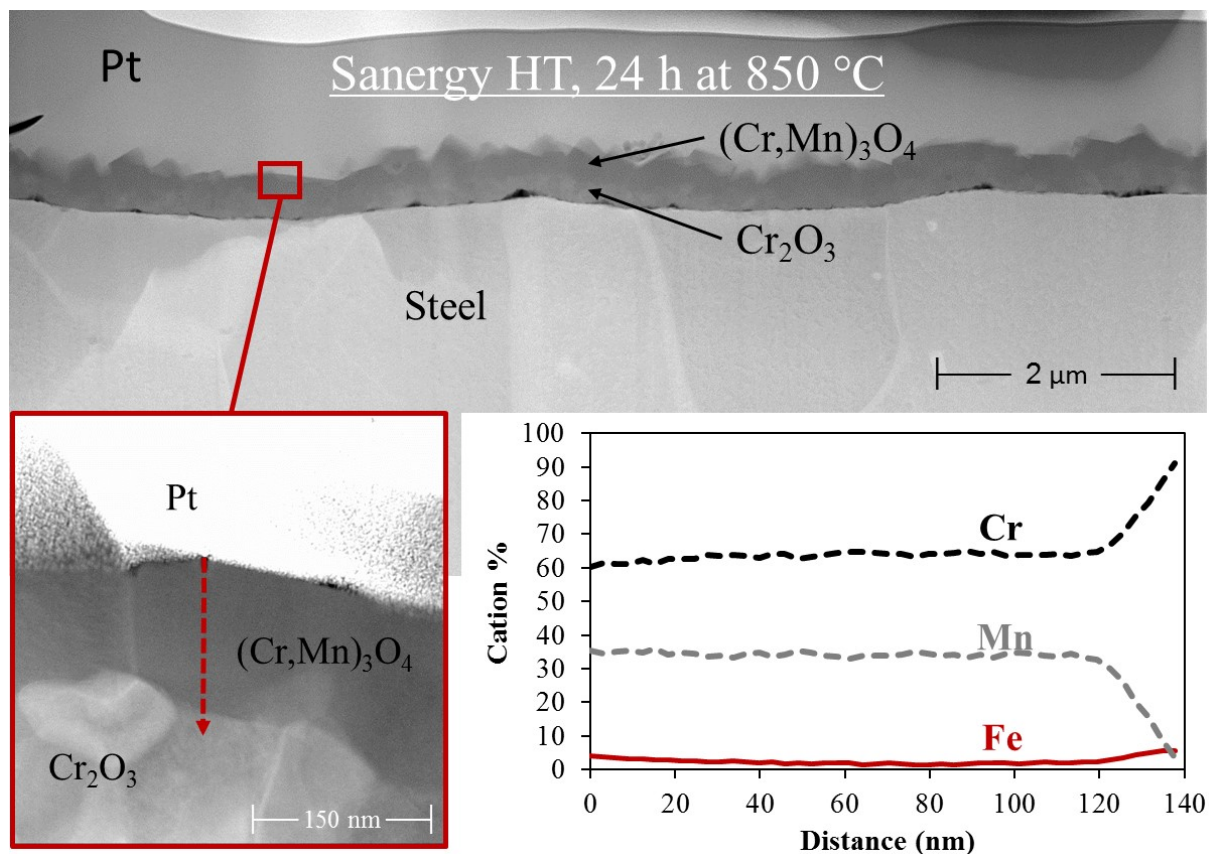 Pt
Sanergy HT, 24 h at 850 °C
(Cr,Mn)₃O₄
Cr₂O₃
Steel
2 µm
Pt
(Cr,Mn)₃O₄
Cr₂O₃
150 nm
100
90
80
70
60
50
40
30
20
10
0
Cation %
Cr
Mn
Fe
0 20 40 60 80 100 120 140
Distance (nm)